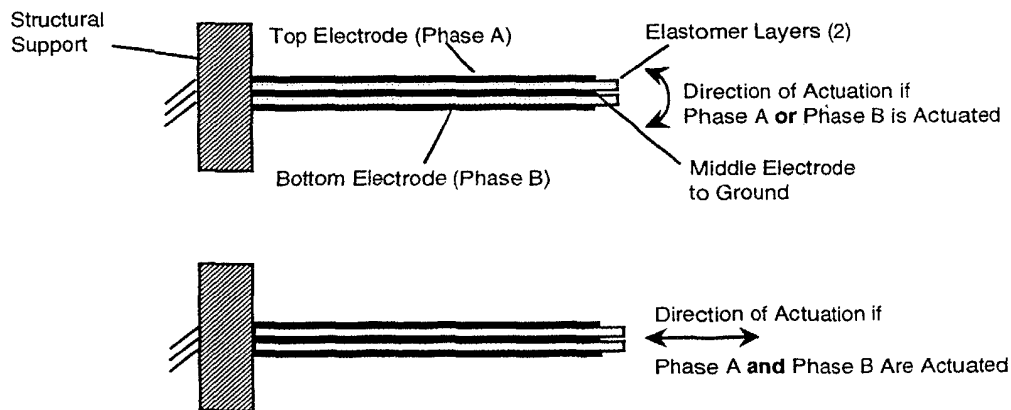 Structural
Support
Top Electrode (Phase A)
Elastomer Layers (2)
Direction of Actuation if
Phase A or Phase B is Actuated
Bottom Electrode (Phase B)
Middle Electrode
to Ground
Direction of Actuation if
Phase A and Phase B Are Actuated